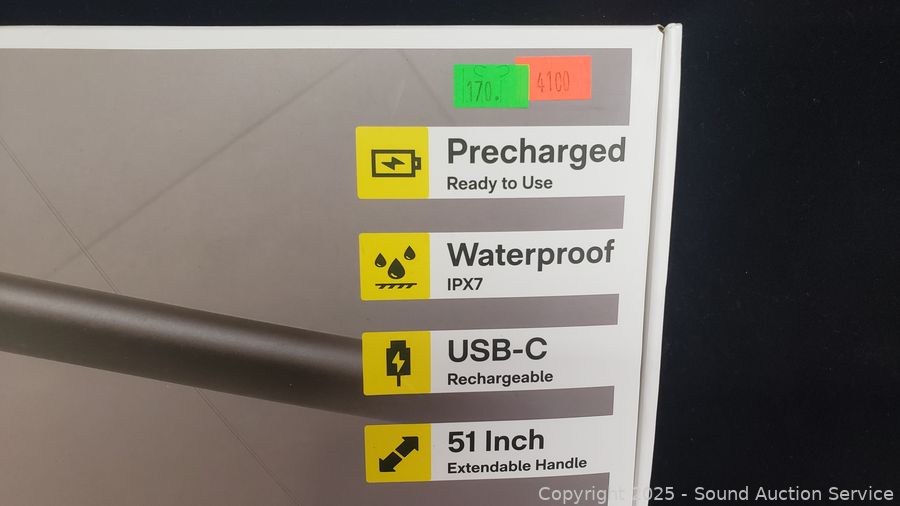 170.
4100
Precharged
Ready to Use
Waterproof
IPX7
USB-C
Rechargeable
51 Inch
Extendable Handle
Copyright © 2025 - Sound Auction Service